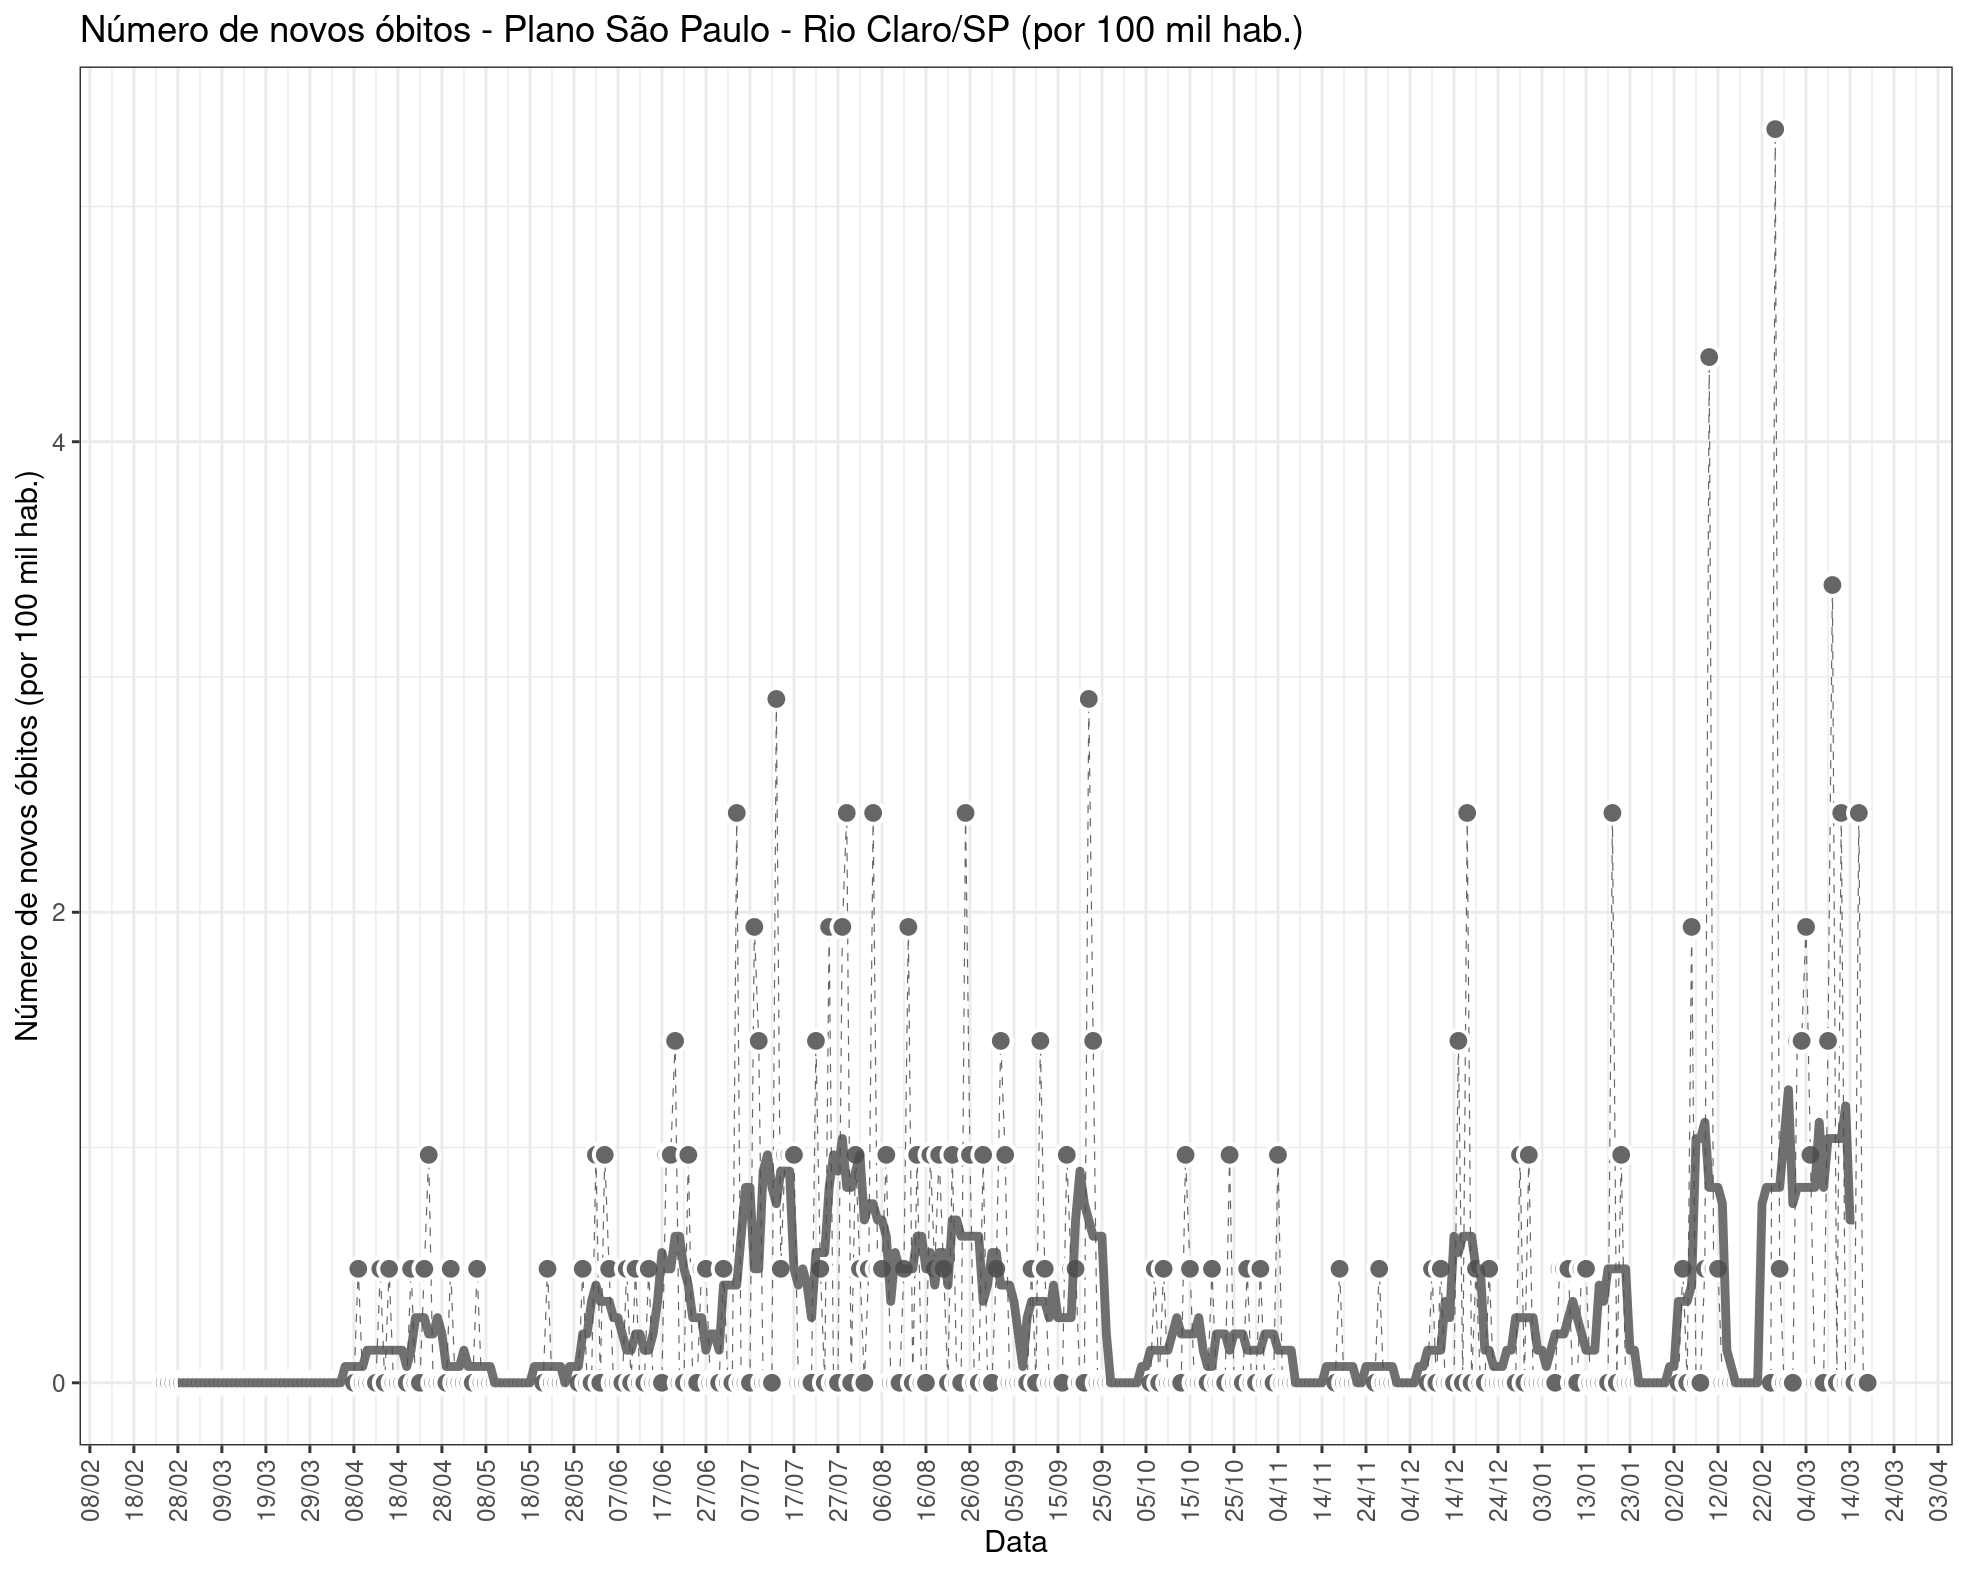 Número de novos óbitos - Plano São Paulo - Rio Claro/SP (por 100 mil hab.)
Número de novos óbitos (por 100 mil hab.)
4
2
0
08/02 18/02 28/02 09/03 19/03 29/03 08/04 18/04 28/04 08/05 18/05 28/05 07/06 17/06 27/06 07/07 17/07 27/07 06/08 16/08 26/08 05/09 15/09 25/09 05/10 15/10 25/10 04/11 14/11 24/11 04/12 14/12 24/12 03/01 13/01 23/01 02/02 12/02 22/02 04/03 14/03 24/03 03/04
Data